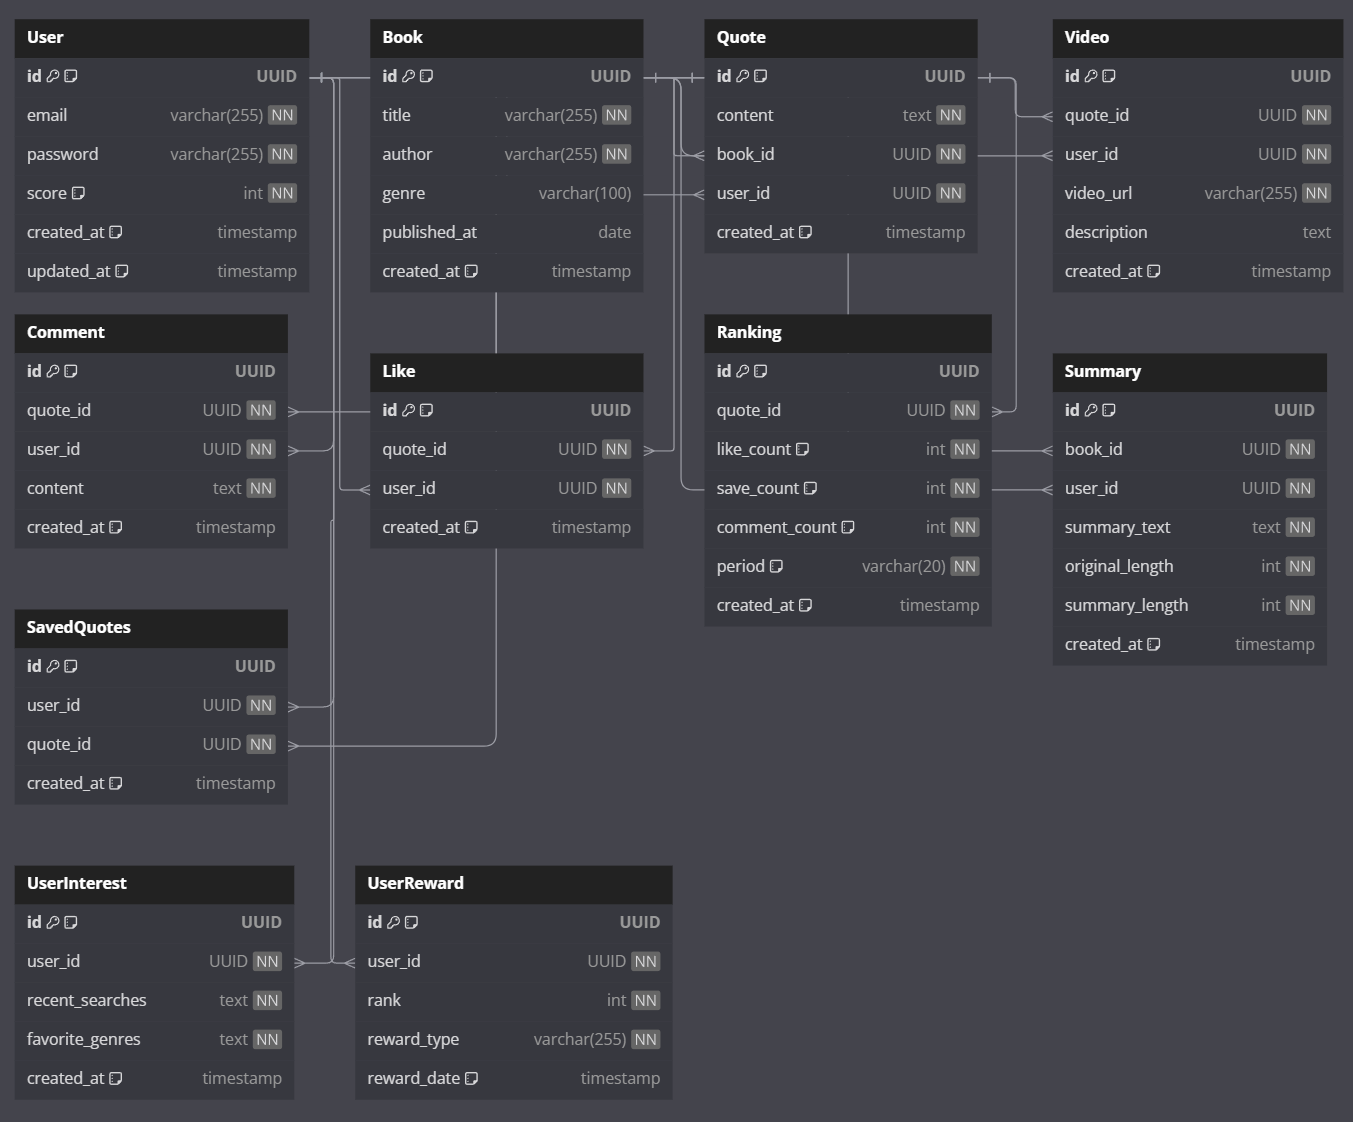 User
id UUID
email varchar(255) NN
password varchar(255) NN
score int NN
created_at timestamp
updated_at timestamp
Book
id UUID
title varchar(255) NN
author varchar(255) NN
genre varchar(100)
published_at date
created_at timestamp
Quote
id UUID
content text NN
book_id UUID NN
user_id UUID NN
created_at timestamp
Video
id UUID
quote_id UUID NN
user_id UUID NN
video_url varchar(255) NN
description text
created_at timestamp
Comment
id UUID
quote_id UUID NN
user_id UUID NN
content text NN
created_at timestamp
Like
id UUID
quote_id UUID NN
user_id UUID NN
created_at timestamp
Ranking
id UUID
quote_id UUID NN
like_count int NN
save_count int NN
comment_count int NN
period varchar(20) NN
created_at timestamp
Summary
id UUID
book_id UUID NN
user_id UUID NN
summary_text text NN
original_length int NN
summary_length int NN
created_at timestamp
SavedQuotes
id UUID
user_id UUID NN
quote_id UUID NN
created_at timestamp
UserInterest
id UUID
user_id UUID NN
recent_searches text NN
favorite_genres text NN
created_at timestamp
UserReward
id UUID
user_id UUID NN
rank int NN
reward_type varchar(255) NN
reward_date timestamp